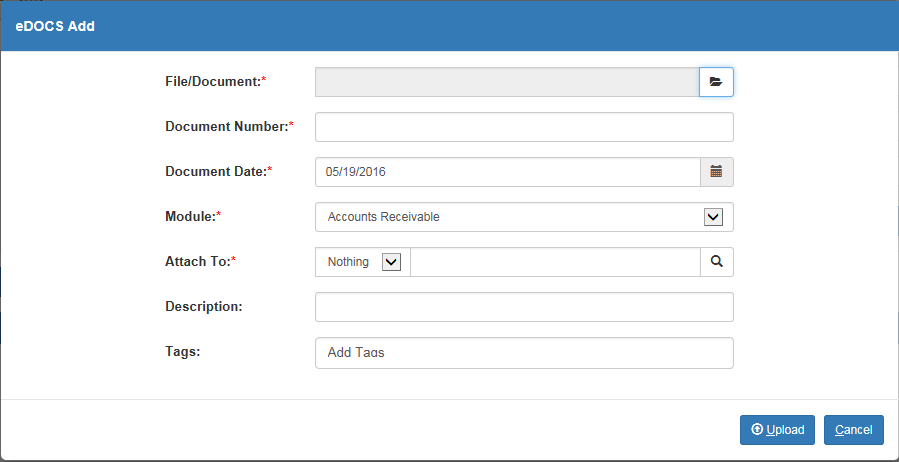 eDOCS Add
File/Document:*
Document Number:*
Document Date:* 05/19/2016
Module:* Accounts Receivable
Attach To:* Nothing
Description:
Tags: Add Tags
Upload Cancel